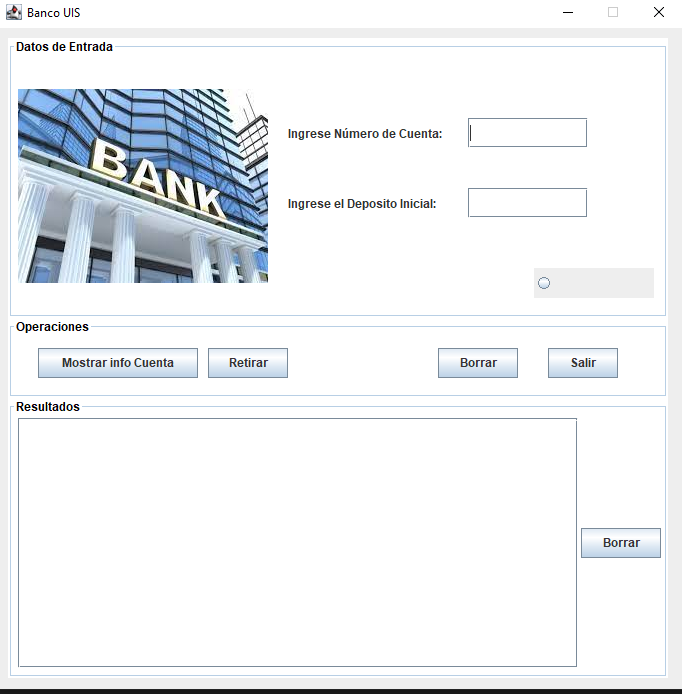 Banco UIS
Datos de Entrada
BANK
Ingrese Número de Cuenta:
Ingrese el Deposito Inicial:
Operaciones
Mostrar info Cuenta
Retirar
Borrar
Salir
Resultados
Borrar